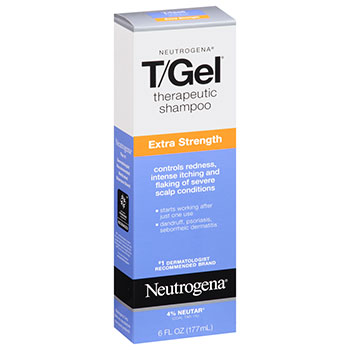 NEUTROGENA®
T/Gel®
therapeutic
shampoo
Extra Strength
controls redness,
intense itching and
flaking of severe
scalp conditions
• starts working after
just one use
• dandruff, psoriasis,
seborrheic dermatitis
#1 DERMATOLOGIST
RECOMMENDED BRAND
Neutrogena®
4% NEUTAR®
6 FL OZ (177mL)